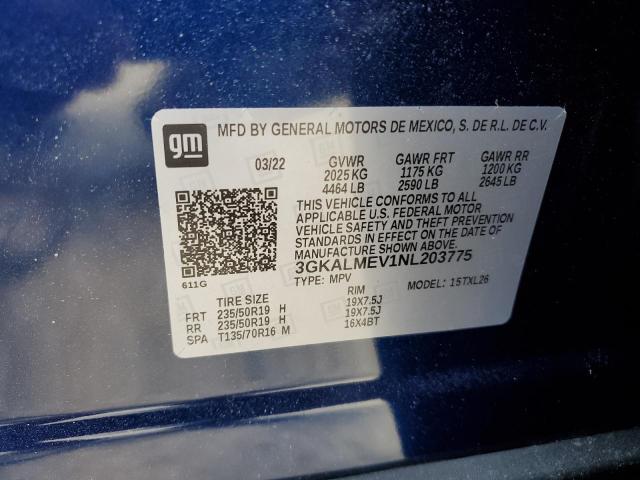 gm
MFD BY GENERAL MOTORS DE MEXICO, S. DE R.L. DE C.V.
03/22 GVWR GAWR FRT GAWR RR
2025 KG 1175 KG 1200 KG
4464 LB 2590 LB 2645 LB
THIS VEHICLE CONFORMS TO ALL
APPLICABLE U.S. FEDERAL MOTOR
VEHICLE SAFETY AND THEFT PREVENTION
STANDARDS IN EFFECT ON THE DATE OF
MANUFACTURE SHOWN ABOVE.
3GKALMEV1NL203775
611G
TYPE: MPV MODEL: 15TXL26
TIRE SIZE RIM
FRT 235/50R19 H 19X7.5J
RR 235/50R19 H 19X7.5J
SPA T135/70R16 M 16X4BT